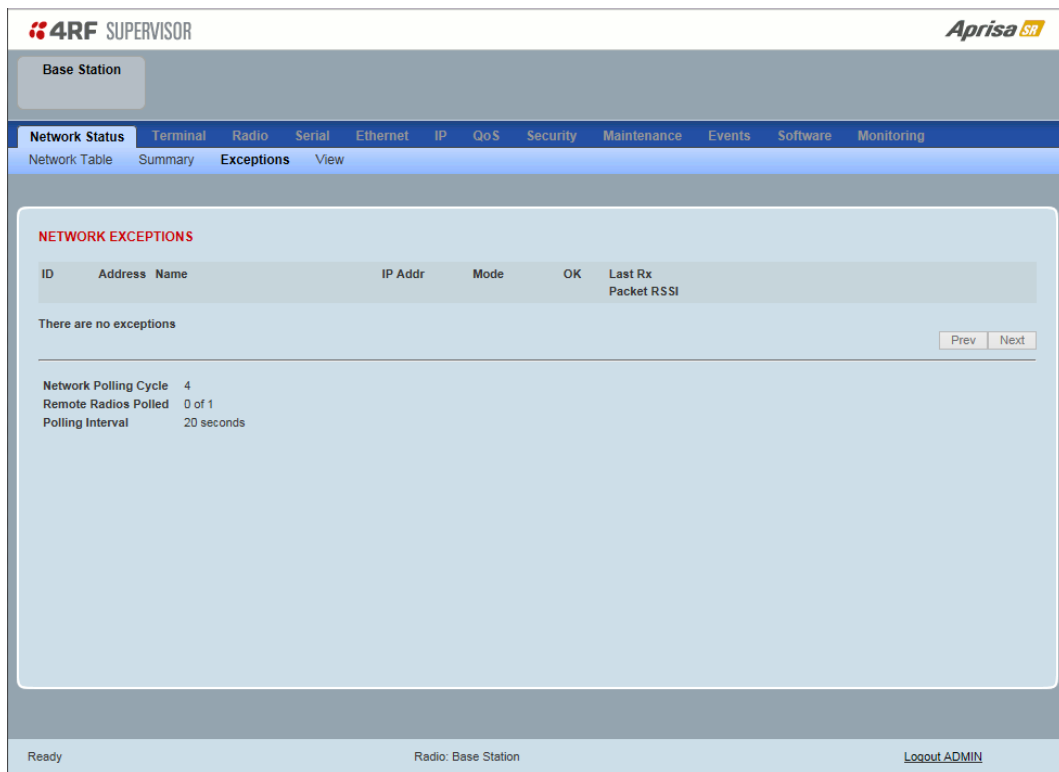 4RF SUPERVISOR
Aprisa SR
Base Station
Network Status Terminal Radio Serial Ethernet IP QoS Security Maintenance Events Software Monitoring
Network Table Summary Exceptions View
NETWORK EXCEPTIONS
ID Address Name IP Addr Mode OK Last Rx
Packet RSSI
There are no exceptions
Prev Next
Network Polling Cycle 4
Remote Radios Polled 0 of 1
Polling Interval 20 seconds
Ready Radio: Base Station Logout ADMIN